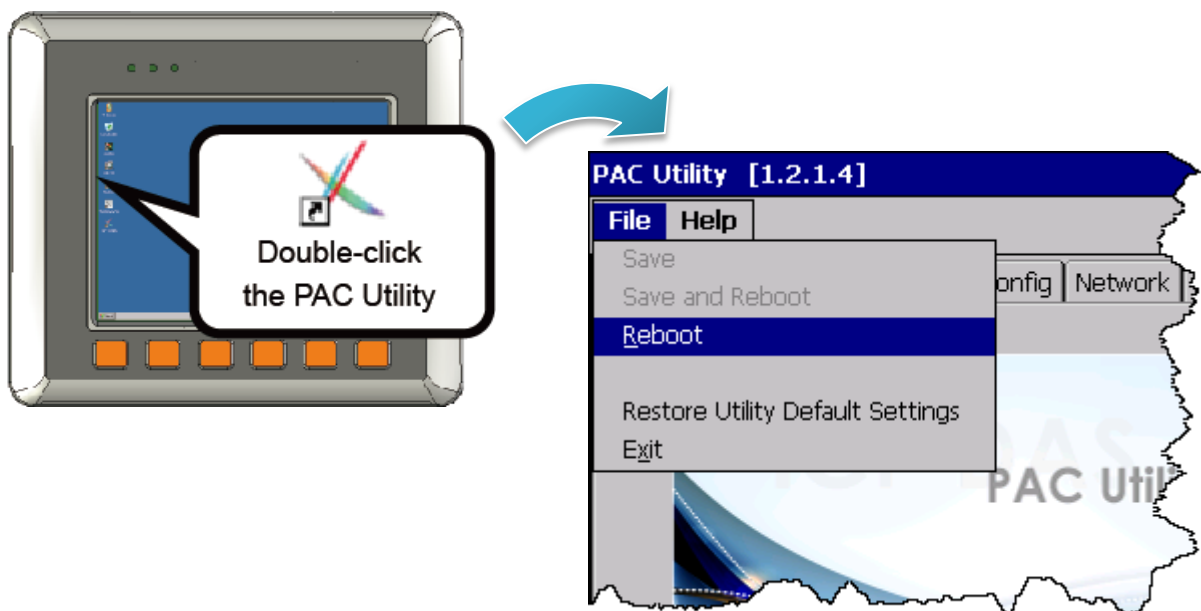 Double-click
the PAC Utility
PAC Utility [1.2.1.4]
File Help
Save
Save and Reboot
onfig Network
Reboot
Restore Utility Default Settings
Exit
PAC Utili